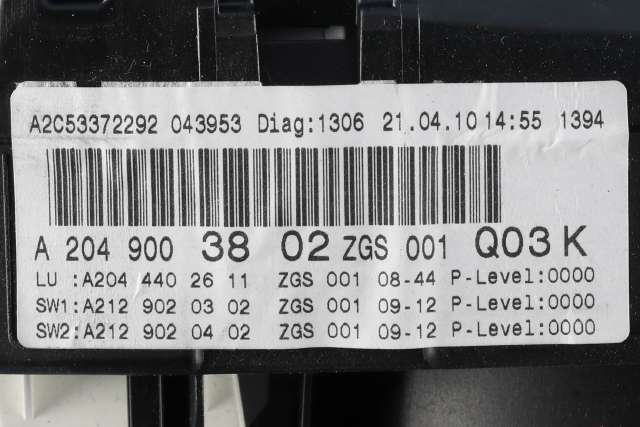 A2C53372292 043953 Diag:1306 21.04.10 14:55 1394
A 204 900 38 02 ZGS 001 Q03 K
LU :A204 440 26 11 ZGS 001 08-44 P-Level:0000
SW1:A212 902 03 02 ZGS 001 09-12 P-Level:0000
SW2:A212 902 04 02 ZGS 001 09-12 P-Level:0000